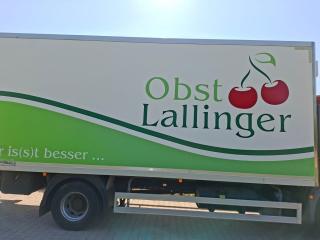 Obst
Lallinger
r is(s)t besser ...